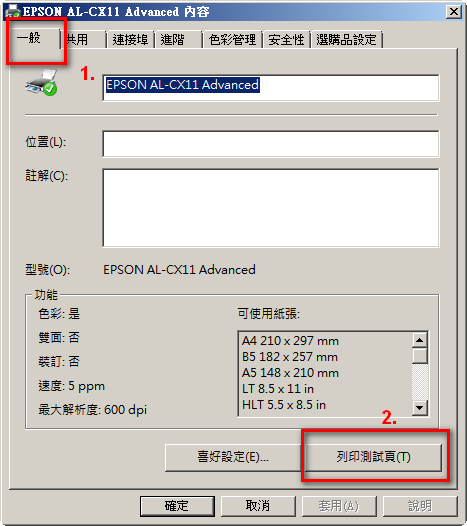 EPSON AL-CX11 Advanced 內容
一般 共用 連接埠 進階 色彩管理 安全性 選購品設定
1.
EPSON AL-CX11 Advanced
位置(L):
註解(C):
型號(O): EPSON AL-CX11 Advanced
功能
色彩: 是
雙面: 否
裝訂: 否
速度: 5 ppm
最大解析度: 600 dpi
可使用紙張:
A4 210 x 297 mm
B5 182 x 257 mm
A5 148 x 210 mm
LT 8.5 x 11 in
HLT 5.5 x 8.5 in
2.
喜好設定(E)... 列印測試頁(T)
確定 取消 套用(A) 說明